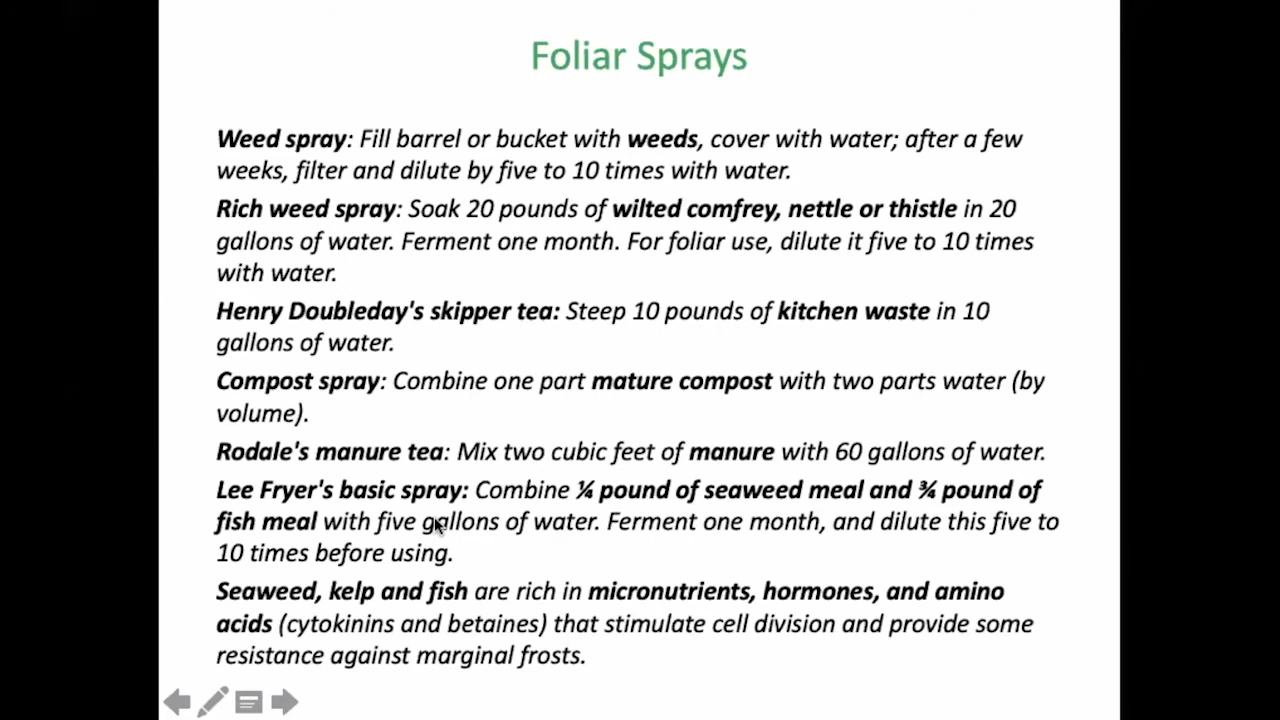 Foliar Sprays
Weed spray: Fill barrel or bucket with weeds, cover with water; after a few
weeks, filter and dilute by five to 10 times with water.
Rich weed spray: Soak 20 pounds of wilted comfrey, nettle or thistle in 20
gallons of water. Ferment one month. For foliar use, dilute it five to 10 times
with water.
Henry Doubleday's skipper tea: Steep 10 pounds of kitchen waste in 10
gallons of water.
Compost spray: Combine one part mature compost with two parts water (by
volume).
Rodale's manure tea: Mix two cubic feet of manure with 60 gallons of water.
Lee Fryer's basic spray: Combine ¼ pound of seaweed meal and ¾ pound of
fish meal with five gallons of water. Ferment one month, and dilute this five to
10 times before using.
Seaweed, kelp and fish are rich in micronutrients, hormones, and amino
acids (cytokinins and betaines) that stimulate cell division and provide some
resistance against marginal frosts.